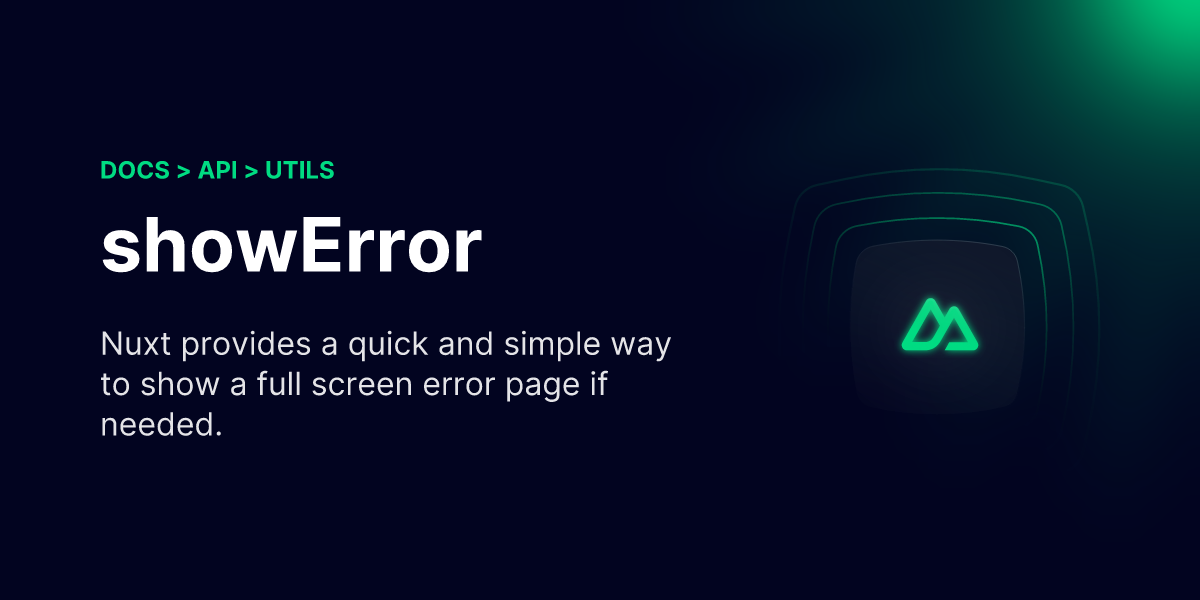 DOCS > API > UTILS
showError
Nuxt provides a quick and simple way
to show a full screen error page if
needed.